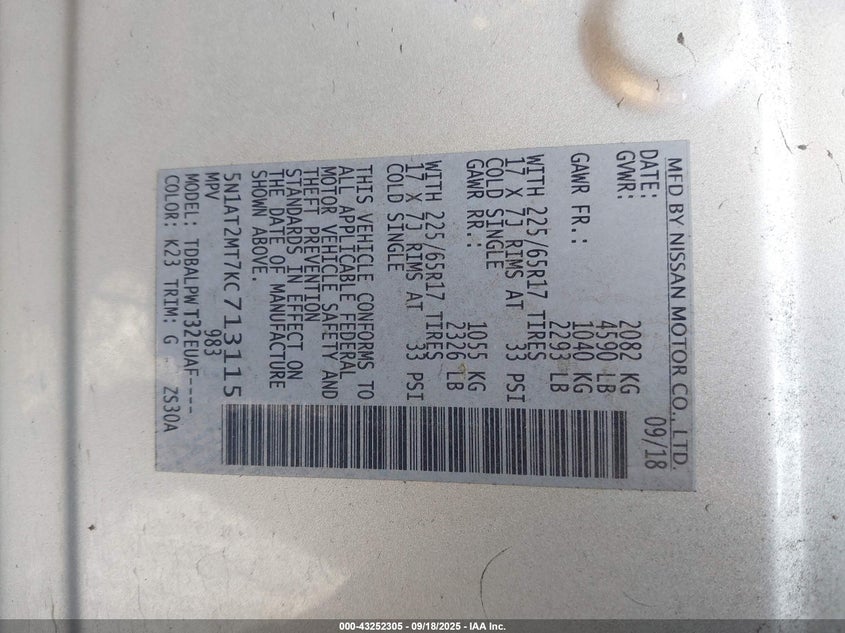 MFD BY NISSAN MOTOR CO., LTD.
DATE: 09/18
GVWR: 2082 KG
4590 LB
GAWR FR.: 1040 KG
2293 LB
WITH 225/65R17 TIRES
17 X 7J RIMS AT 33 PSI
COLD SINGLE
GAWR RR.: 1055 KG
2326 LB
WITH 225/65R17 TIRES
17 X 7J RIMS AT 33 PSI
COLD SINGLE
THIS VEHICLE CONFORMS TO
ALL APPLICABLE FEDERAL
MOTOR VEHICLE SAFETY AND
THEFT PREVENTION
STANDARDS IN EFFECT ON
THE DATE OF MANUFACTURE
SHOWN ABOVE.
5N1AT2MT7KC713115
MPV 983
MODEL: TDBALPWT32EUAF----
COLOR: K23 TRIM: G ZS30A
000-43252305 - 09/18/2025 - IAA Inc.